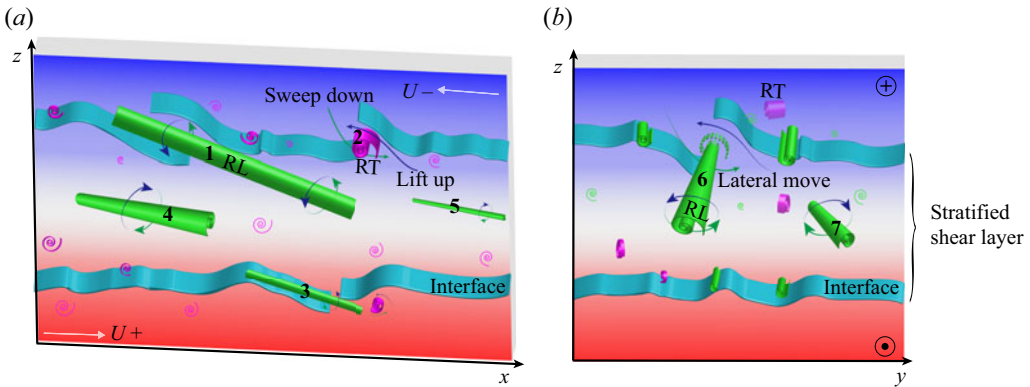 (a)
z
Sweep down
U−
2
1
RL
RT
Lift up
4
5
3
Interface
U+
x
(b)
z
RT
6
Lateral move
RL
7
Stratified
shear layer
Interface
y